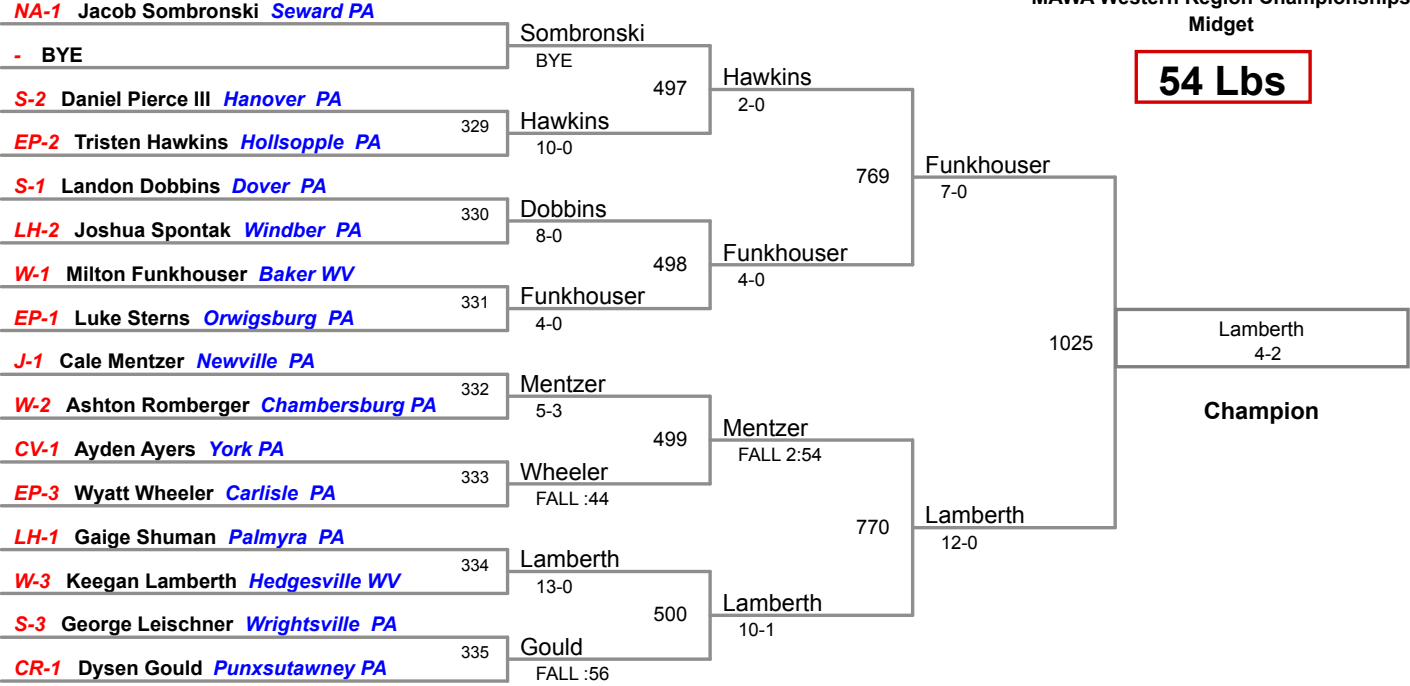 MAWA Western Region Championships
Midget
54 Lbs
NA-1 Jacob Sombronski Seward PA
- BYE
S-2 Daniel Pierce III Hanover PA
EP-2 Tristen Hawkins Hollsopple PA
S-1 Landon Dobbins Dover PA
LH-2 Joshua Spontak Windber PA
W-1 Milton Funkhouser Baker WV
EP-1 Luke Sterns Orwigsburg PA
J-1 Cale Mentzer Newville PA
W-2 Ashton Romberger Chambersburg PA
CV-1 Ayden Ayers York PA
EP-3 Wyatt Wheeler Carlisle PA
LH-1 Gaige Shuman Palmyra PA
W-3 Keegan Lamberth Hedgesville WV
S-3 George Leischner Wrightsville PA
CR-1 Dysen Gould Punxsutawney PA
329
330
331
332
333
334
335
Sombronski
BYE
Hawkins
10-0
Dobbins
8-0
Funkhouser
4-0
Mentzer
5-3
Wheeler
FALL :44
Lamberth
13-0
Gould
FALL :56
497
498
499
500
Hawkins
2-0
Funkhouser
4-0
Mentzer
FALL 2:54
Lamberth
10-1
769
770
Funkhouser
7-0
Lamberth
12-0
1025
Lamberth
4-2
Champion